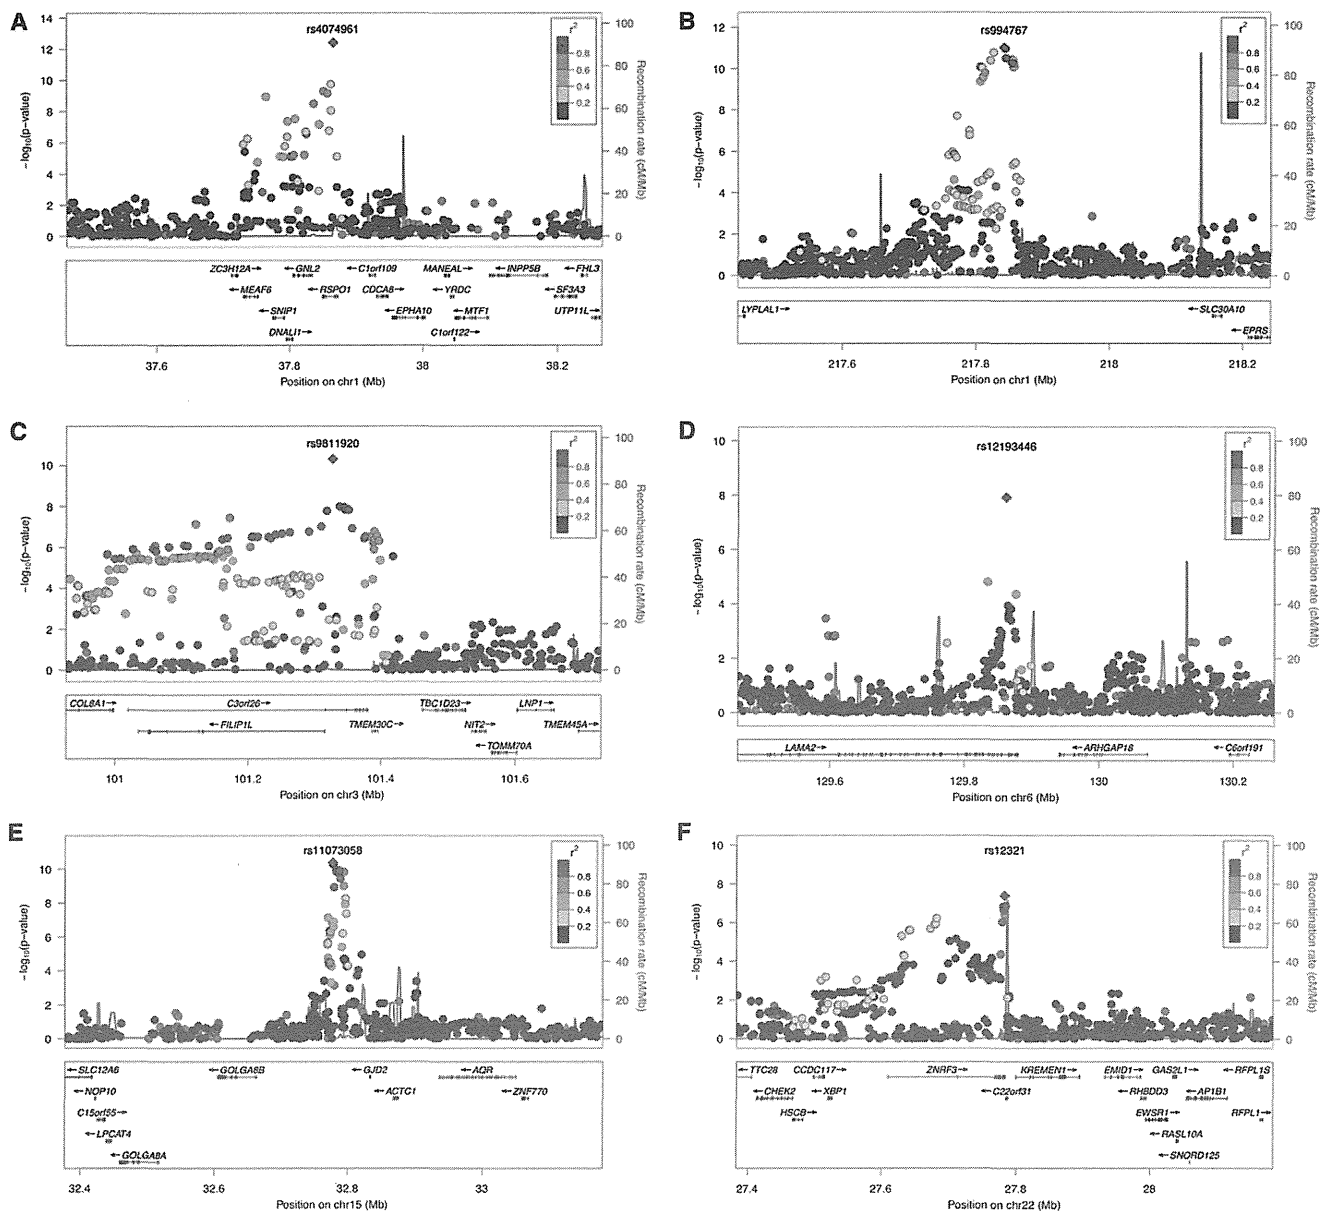 A
rs4074961
r2
0.8
0.6
0.4
0.2
14
12
10
8
6
4
2
0
100
80
60
40
20
0
−log10(p−value)
Recombination rate (cM/Mb)
ZC3H12A→ ←GNL2 ←C1orf109 MANEAL→ ←INPP5B ←FHL3
←MEAF6 ←RSPO1 CDCA8→ ←YRDC ←SF3A3
←SNIP1 ←EPHA10 ←MTF1 UTP11L→
DNALI1→ C1orf122→
37.6 37.8 38 38.2
Position on chr1 (Mb)
B
rs994767
r2
0.8
0.6
0.4
0.2
12
10
8
6
4
2
0
100
80
60
40
20
0
−log10(p−value)
Recombination rate (cM/Mb)
LYPLAL1→ ←SLC30A10
←EPRS
217.6 217.8 218 218.2
Position on chr1 (Mb)
C
rs9811920
r2
0.8
0.6
0.4
0.2
10
8
6
4
2
0
100
80
60
40
20
0
−log10(p−value)
Recombination rate (cM/Mb)
COL8A1→ C3orf26→ TBC1D23→ LNP1→
←FILIP1L TMEM30C→ NIT2→ TMEM45A→
←TOMM70A
101 101.2 101.4 101.6
Position on chr3 (Mb)
D
rs12193446
r2
0.8
0.6
0.4
0.2
10
8
6
4
2
0
100
80
60
40
20
0
−log10(p−value)
Recombination rate (cM/Mb)
LAMA2→ ←ARHGAP18 ←C6orf191
129.6 129.8 130 130.2
Position on chr6 (Mb)
E
rs11073058
r2
0.8
0.6
0.4
0.2
10
8
6
4
2
0
100
80
60
40
20
0
−log10(p−value)
Recombination rate (cM/Mb)
←SLC12A6 ←GOLGA8B ←GJD2 ←AQR
←NOP10 ←ACTC1 ←ZNF770
C15orf55→
←LPCAT4
←GOLGA8A
32.4 32.6 32.8 33
Position on chr15 (Mb)
F
rs12321
r2
0.8
0.6
0.4
0.2
10
8
6
4
2
0
100
80
60
40
20
0
−log10(p−value)
Recombination rate (cM/Mb)
←TTC28 CCDC117→ ZNRF3→ KREMEN1→ EMID1→ GAS2L1→ ←RFPL1S
←CHEK2 ←XBP1 ←C22orf31 ←RHBDD3 ←AP1B1
HSCB→ EWSR1→ RFPL1→
←RASL10A
←SNORD125
27.4 27.6 27.8 28
Position on chr22 (Mb)